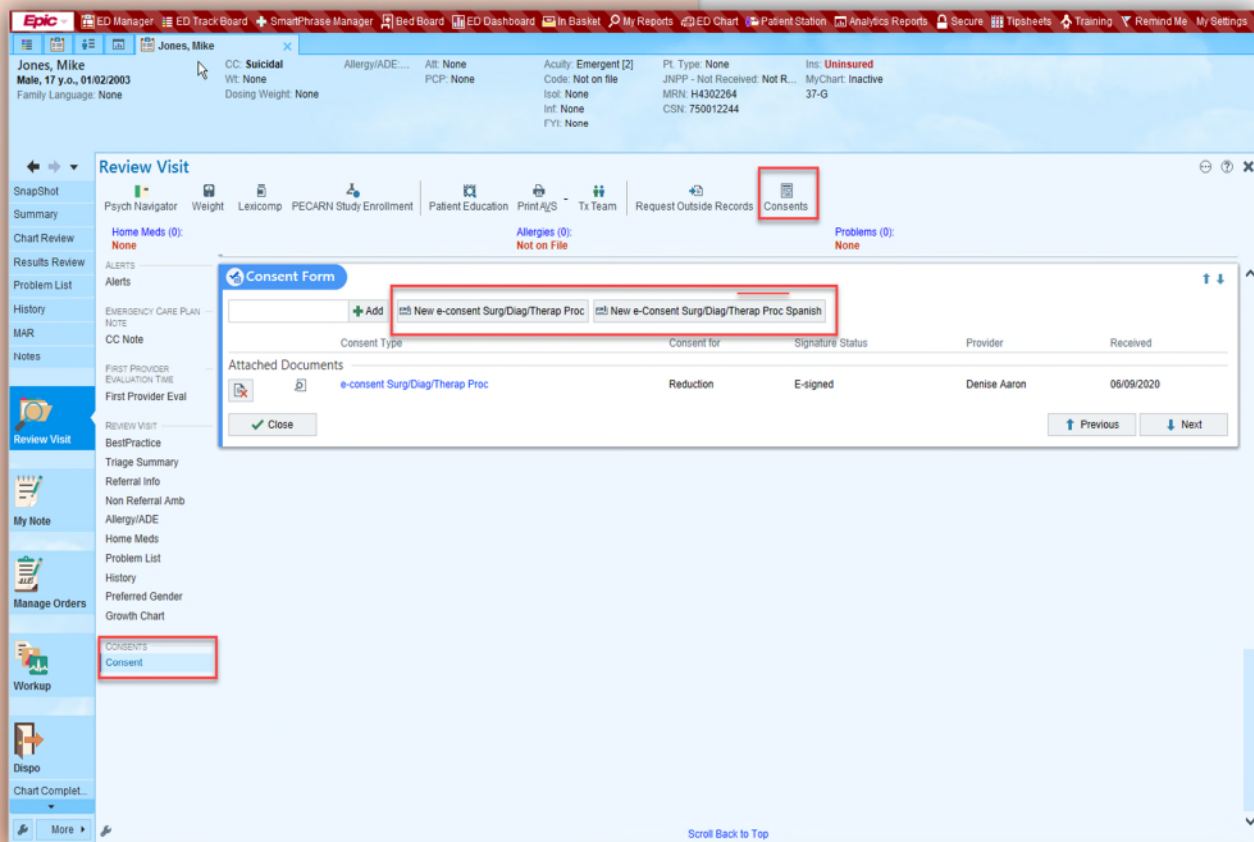 Epic ED Manager ED Track Board SmartPhrase Manager Bed Board ED Dashboard In Basket My Reports ED Chart Patient Station Analytics Reports Secure Tipsheets Training Remind Me My Settings
Jones, Mike
Jones, Mike
Male, 17 y.o., 01/02/2003
Family Language: None
CC: Suicidal
Wt: None
Dosing Weight: None
Allergy/ADE:...
Att: None
PCP: None
Acuity: Emergent [2]
Code: Not on file
Isol: None
Inf: None
FYI: None
Pt. Type: None
JNPP - Not Received: Not R...
MRN: H4302264
CSN: 750012244
Ins: Uninsured
MyChart: Inactive
37-G
SnapShot
Summary
Chart Review
Results Review
Problem List
History
MAR
Notes
Review Visit
My Note
Manage Orders
Workup
Dispo
Chart Complet...
More
Review Visit
Psych Navigator Weight Lexicomp PECARN Study Enrollment Patient Education Print AVS Tx Team Request Outside Records Consents
Home Meds (0):
None
Allergies (0):
Not on File
Problems (0):
None
ALERTS
Alerts
EMERGENCY CARE PLAN
NOTE
CC Note
FIRST PROVIDER
EVALUATION TIME
First Provider Eval
REVIEW VISIT
BestPractice
Triage Summary
Referral Info
Non Referral Amb
Allergy/ADE
Home Meds
Problem List
History
Preferred Gender
Growth Chart
CONSENTS
Consent
Consent Form
Add New e-consent Surg/Diag/Therap Proc New e-Consent Surg/Diag/Therap Proc Spanish
Consent Type Consent for Signature Status Provider Received
Attached Documents
e-consent Surg/Diag/Therap Proc Reduction E-signed Denise Aaron 06/09/2020
Close Previous Next
Scroll Back to Top